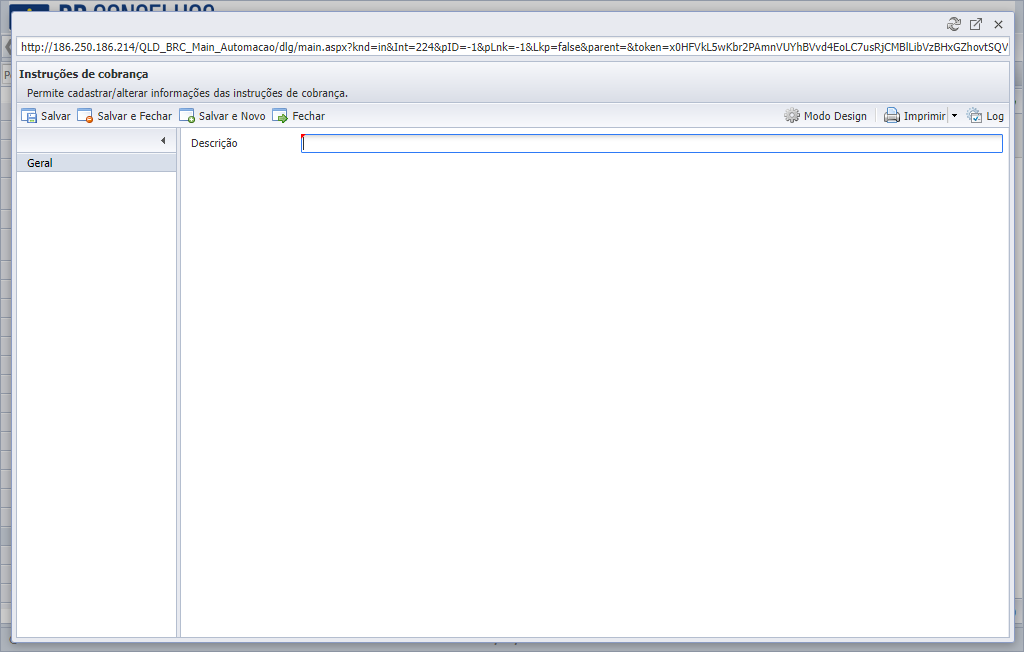 http://186.250.186.214/QLD_BRC_Main_Automacao/dlg/main.aspx?knd=in&Int=224&pID=-1&pLnk=-1&Lkp=false&parent=&token=x0HFVkL5wKbr2PAmnVUYhBVvd4EoLC7usRjCMBlLibVzBHxGZhovtSQV
Instruções de cobrança
Permite cadastrar/alterar informações das instruções de cobrança.
Salvar Salvar e Fechar Salvar e Novo Fechar Modo Design Imprimir Log
Descrição
Geral